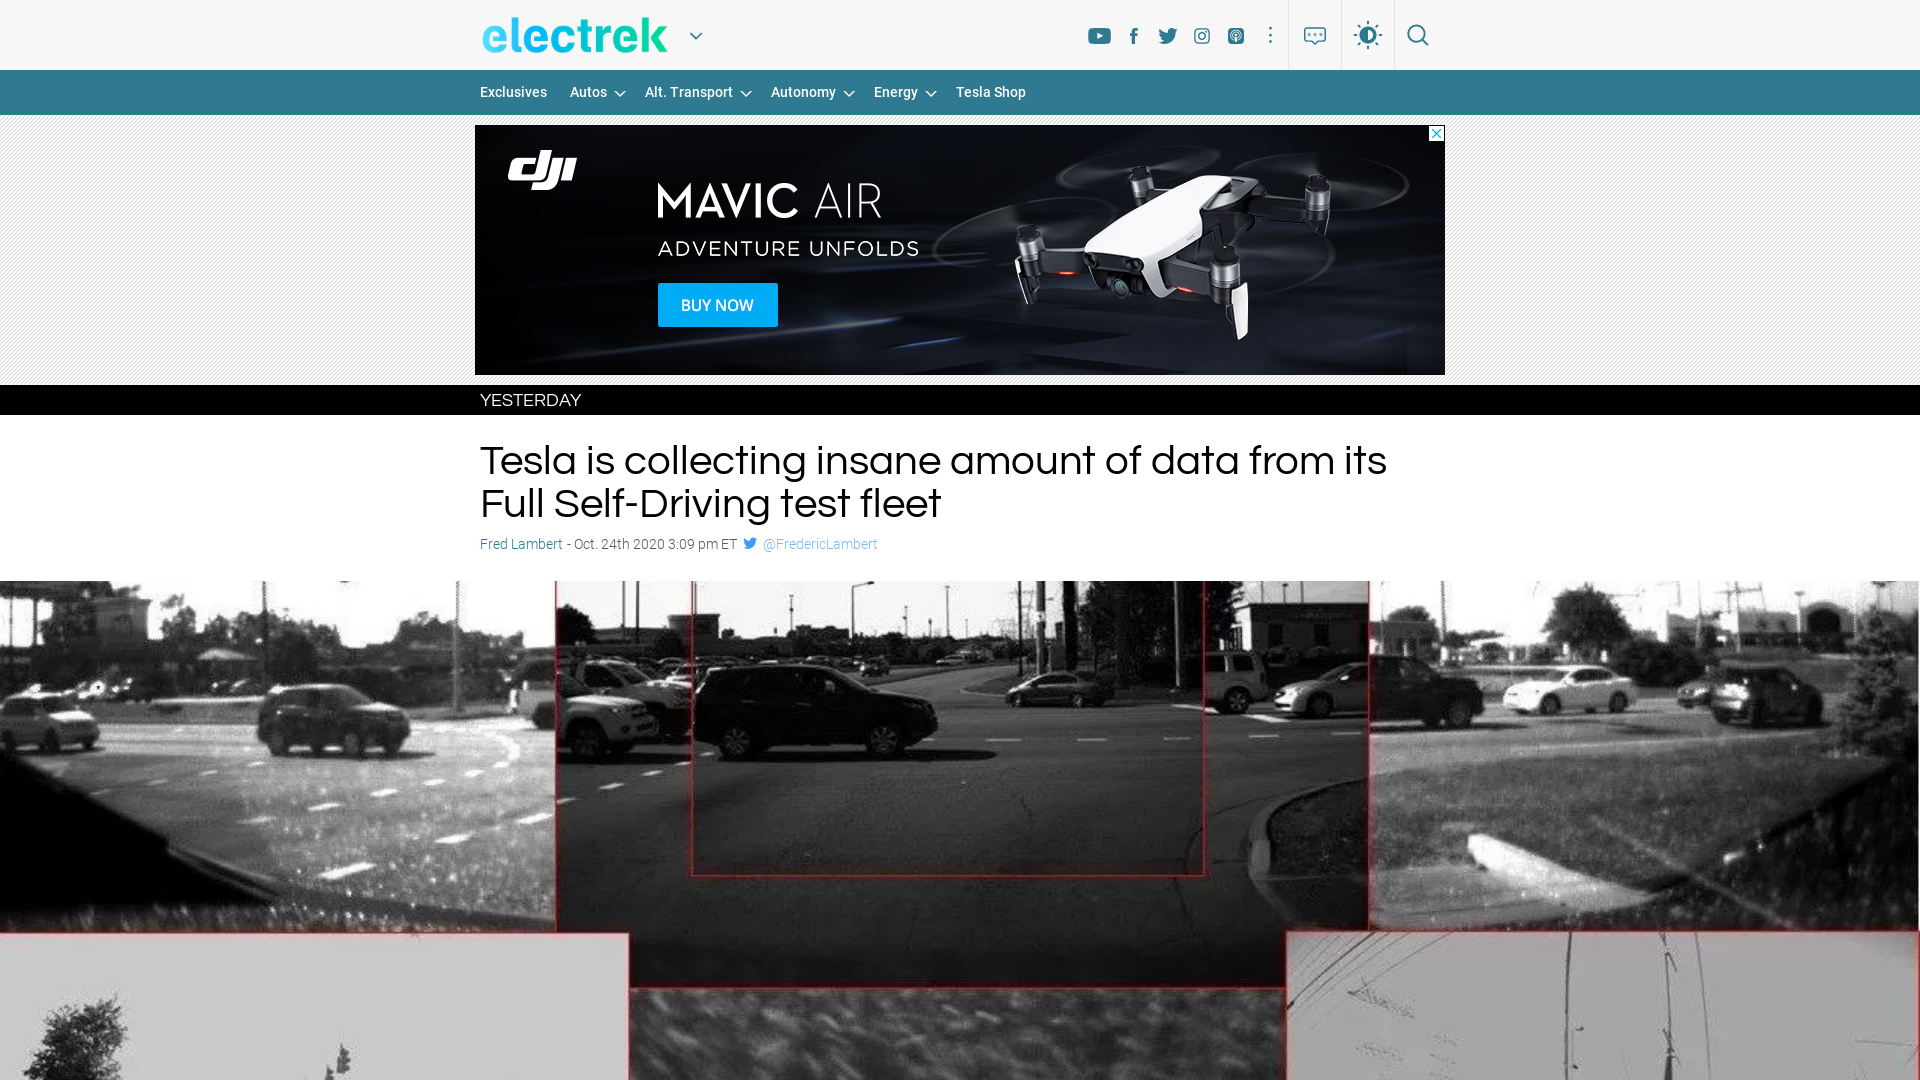 electrek
Exclusives Autos Alt. Transport Autonomy Energy Tesla Shop
dji
MAVIC AIR
ADVENTURE UNFOLDS
BUY NOW
YESTERDAY
Tesla is collecting insane amount of data from its
Full Self-Driving test fleet
Fred Lambert - Oct. 24th 2020 3:09 pm ET @FredericLambert